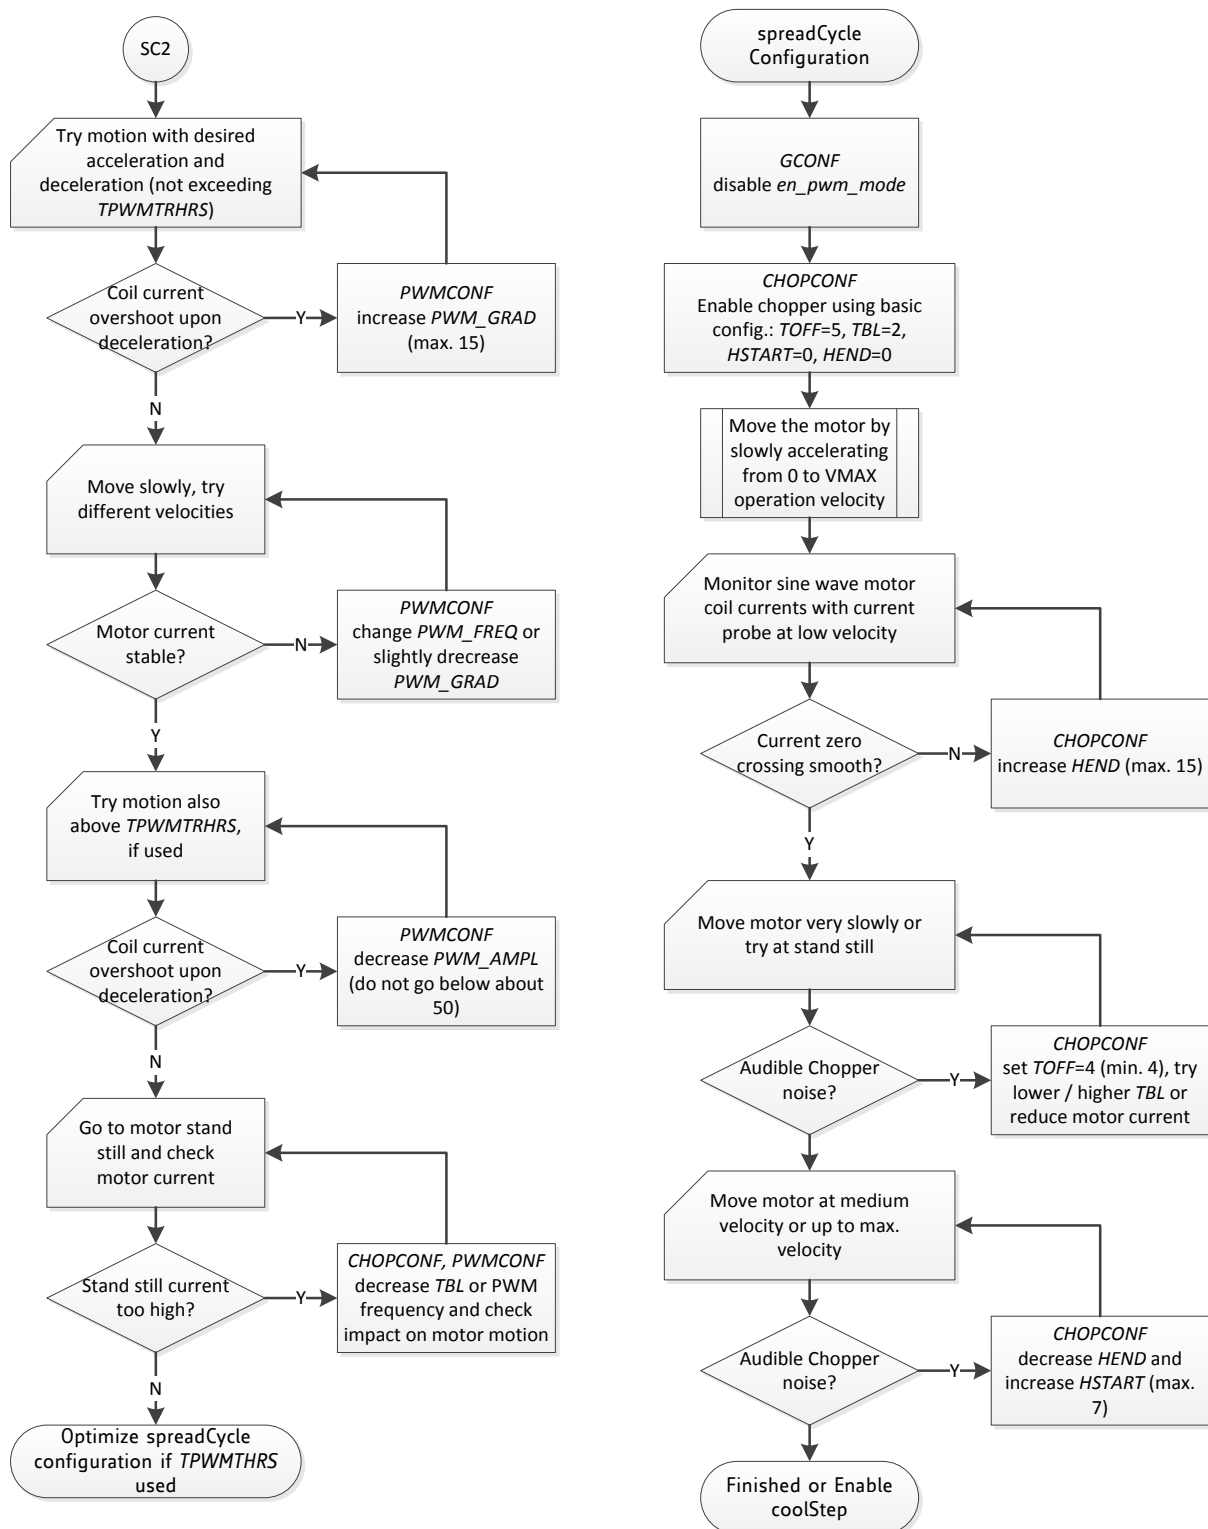 SC2
Try motion with desired
acceleration and
deceleration (not exceeding
TPWMTRHRS)
Coil current
overshoot upon
deceleration?
Y
PWMCONF
increase PWM_GRAD
(max. 15)
N
Move slowly, try
different velocities
Motor current
stable?
N
PWMCONF
change PWM_FREQ or
slightly drecrease
PWM_GRAD
Y
Try motion also
above TPWMTRHRS,
if used
Coil current
overshoot upon
deceleration?
Y
PWMCONF
decrease PWM_AMPL
(do not go below about
50)
N
Go to motor stand
still and check
motor current
Stand still current
too high?
Y
CHOPCONF, PWMCONF
decrease TBL or PWM
frequency and check
impact on motor motion
N
Optimize spreadCycle
configuration if TPWMTHRS
used
spreadCycle
Configuration
GCONF
disable en_pwm_mode
CHOPCONF
Enable chopper using basic
config.: TOFF=5, TBL=2,
HSTART=0, HEND=0
Move the motor by
slowly accelerating
from 0 to VMAX
operation velocity
Monitor sine wave motor
coil currents with current
probe at low velocity
Current zero
crossing smooth?
N
CHOPCONF
increase HEND (max. 15)
Y
Move motor very slowly or
try at stand still
Audible Chopper
noise?
Y
CHOPCONF
set TOFF=4 (min. 4), try
lower / higher TBL or
reduce motor current
Move motor at medium
velocity or up to max.
velocity
Audible Chopper
noise?
Y
CHOPCONF
decrease HEND and
increase HSTART (max.
7)
Finished or Enable
coolStep